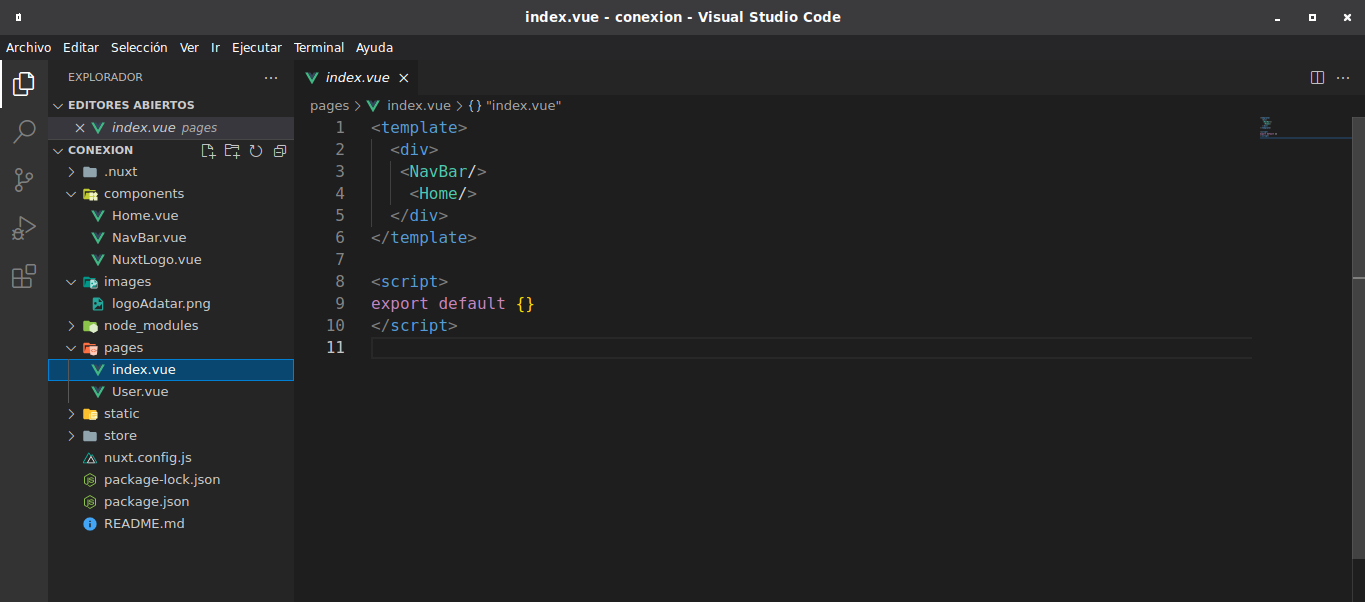 index.vue - conexion - Visual Studio Code
Archivo Editar Selección Ver Ir Ejecutar Terminal Ayuda
EXPLORADOR
EDITORES ABIERTOS
index.vue pages
CONEXION
.nuxt
components
Home.vue
NavBar.vue
NuxtLogo.vue
images
logoAdatar.png
node_modules
pages
index.vue
User.vue
static
store
nuxt.config.js
package-lock.json
package.json
README.md
index.vue
pages > index.vue > {} "index.vue"
1 <template>
2   <div>
3    <NavBar/>
4     <Home/>
5   </div>
6 </template>
7
8 <script>
9 export default {}
10 </script>
11